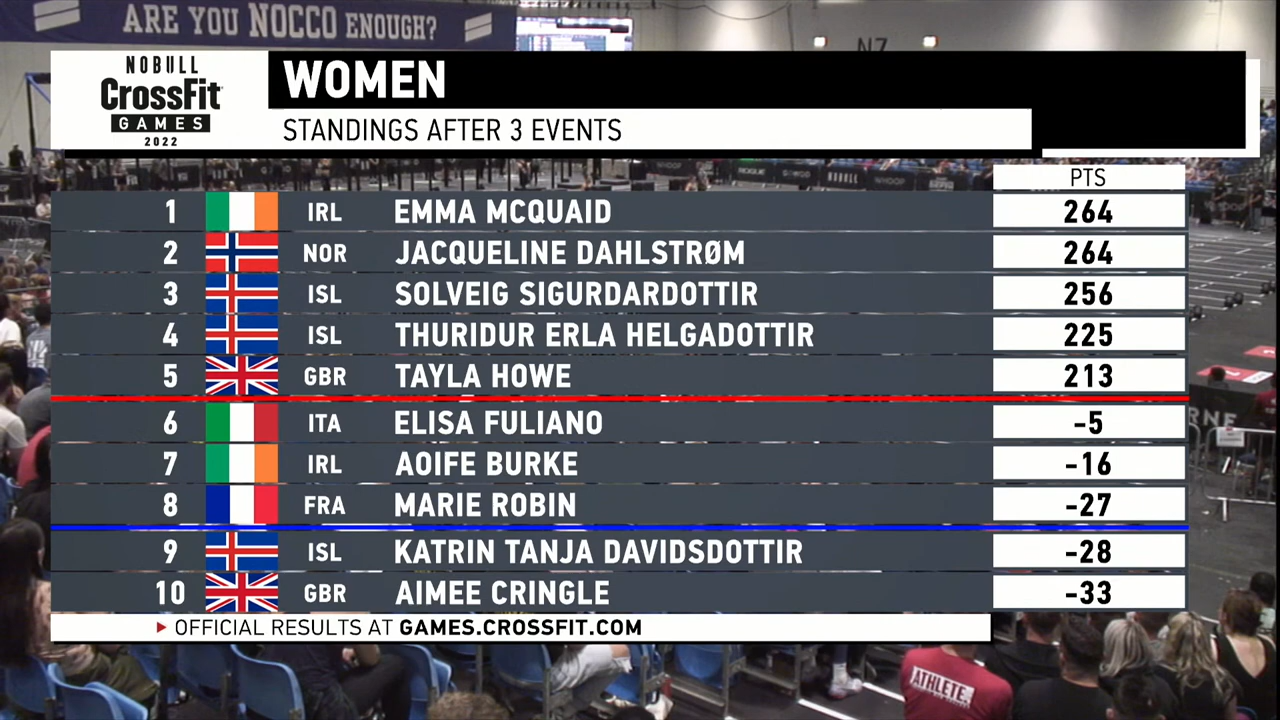 ARE YOU NOCCO ENOUGH?
NOBULL
CrossFit
GAMES
2022
WOMEN
STANDINGS AFTER 3 EVENTS
PTS
1 IRL EMMA MCQUAID 264
2 NOR JACQUELINE DAHLSTRØM 264
3 ISL SOLVEIG SIGURDARDOTTIR 256
4 ISL THURIDUR ERLA HELGADOTTIR 225
5 GBR TAYLA HOWE 213
6 ITA ELISA FULIANO -5
7 IRL AOIFE BURKE -16
8 FRA MARIE ROBIN -27
9 ISL KATRIN TANJA DAVIDSDOTTIR -28
10 GBR AIMEE CRINGLE -33
OFFICIAL RESULTS AT GAMES.CROSSFIT.COM
ATHLETE